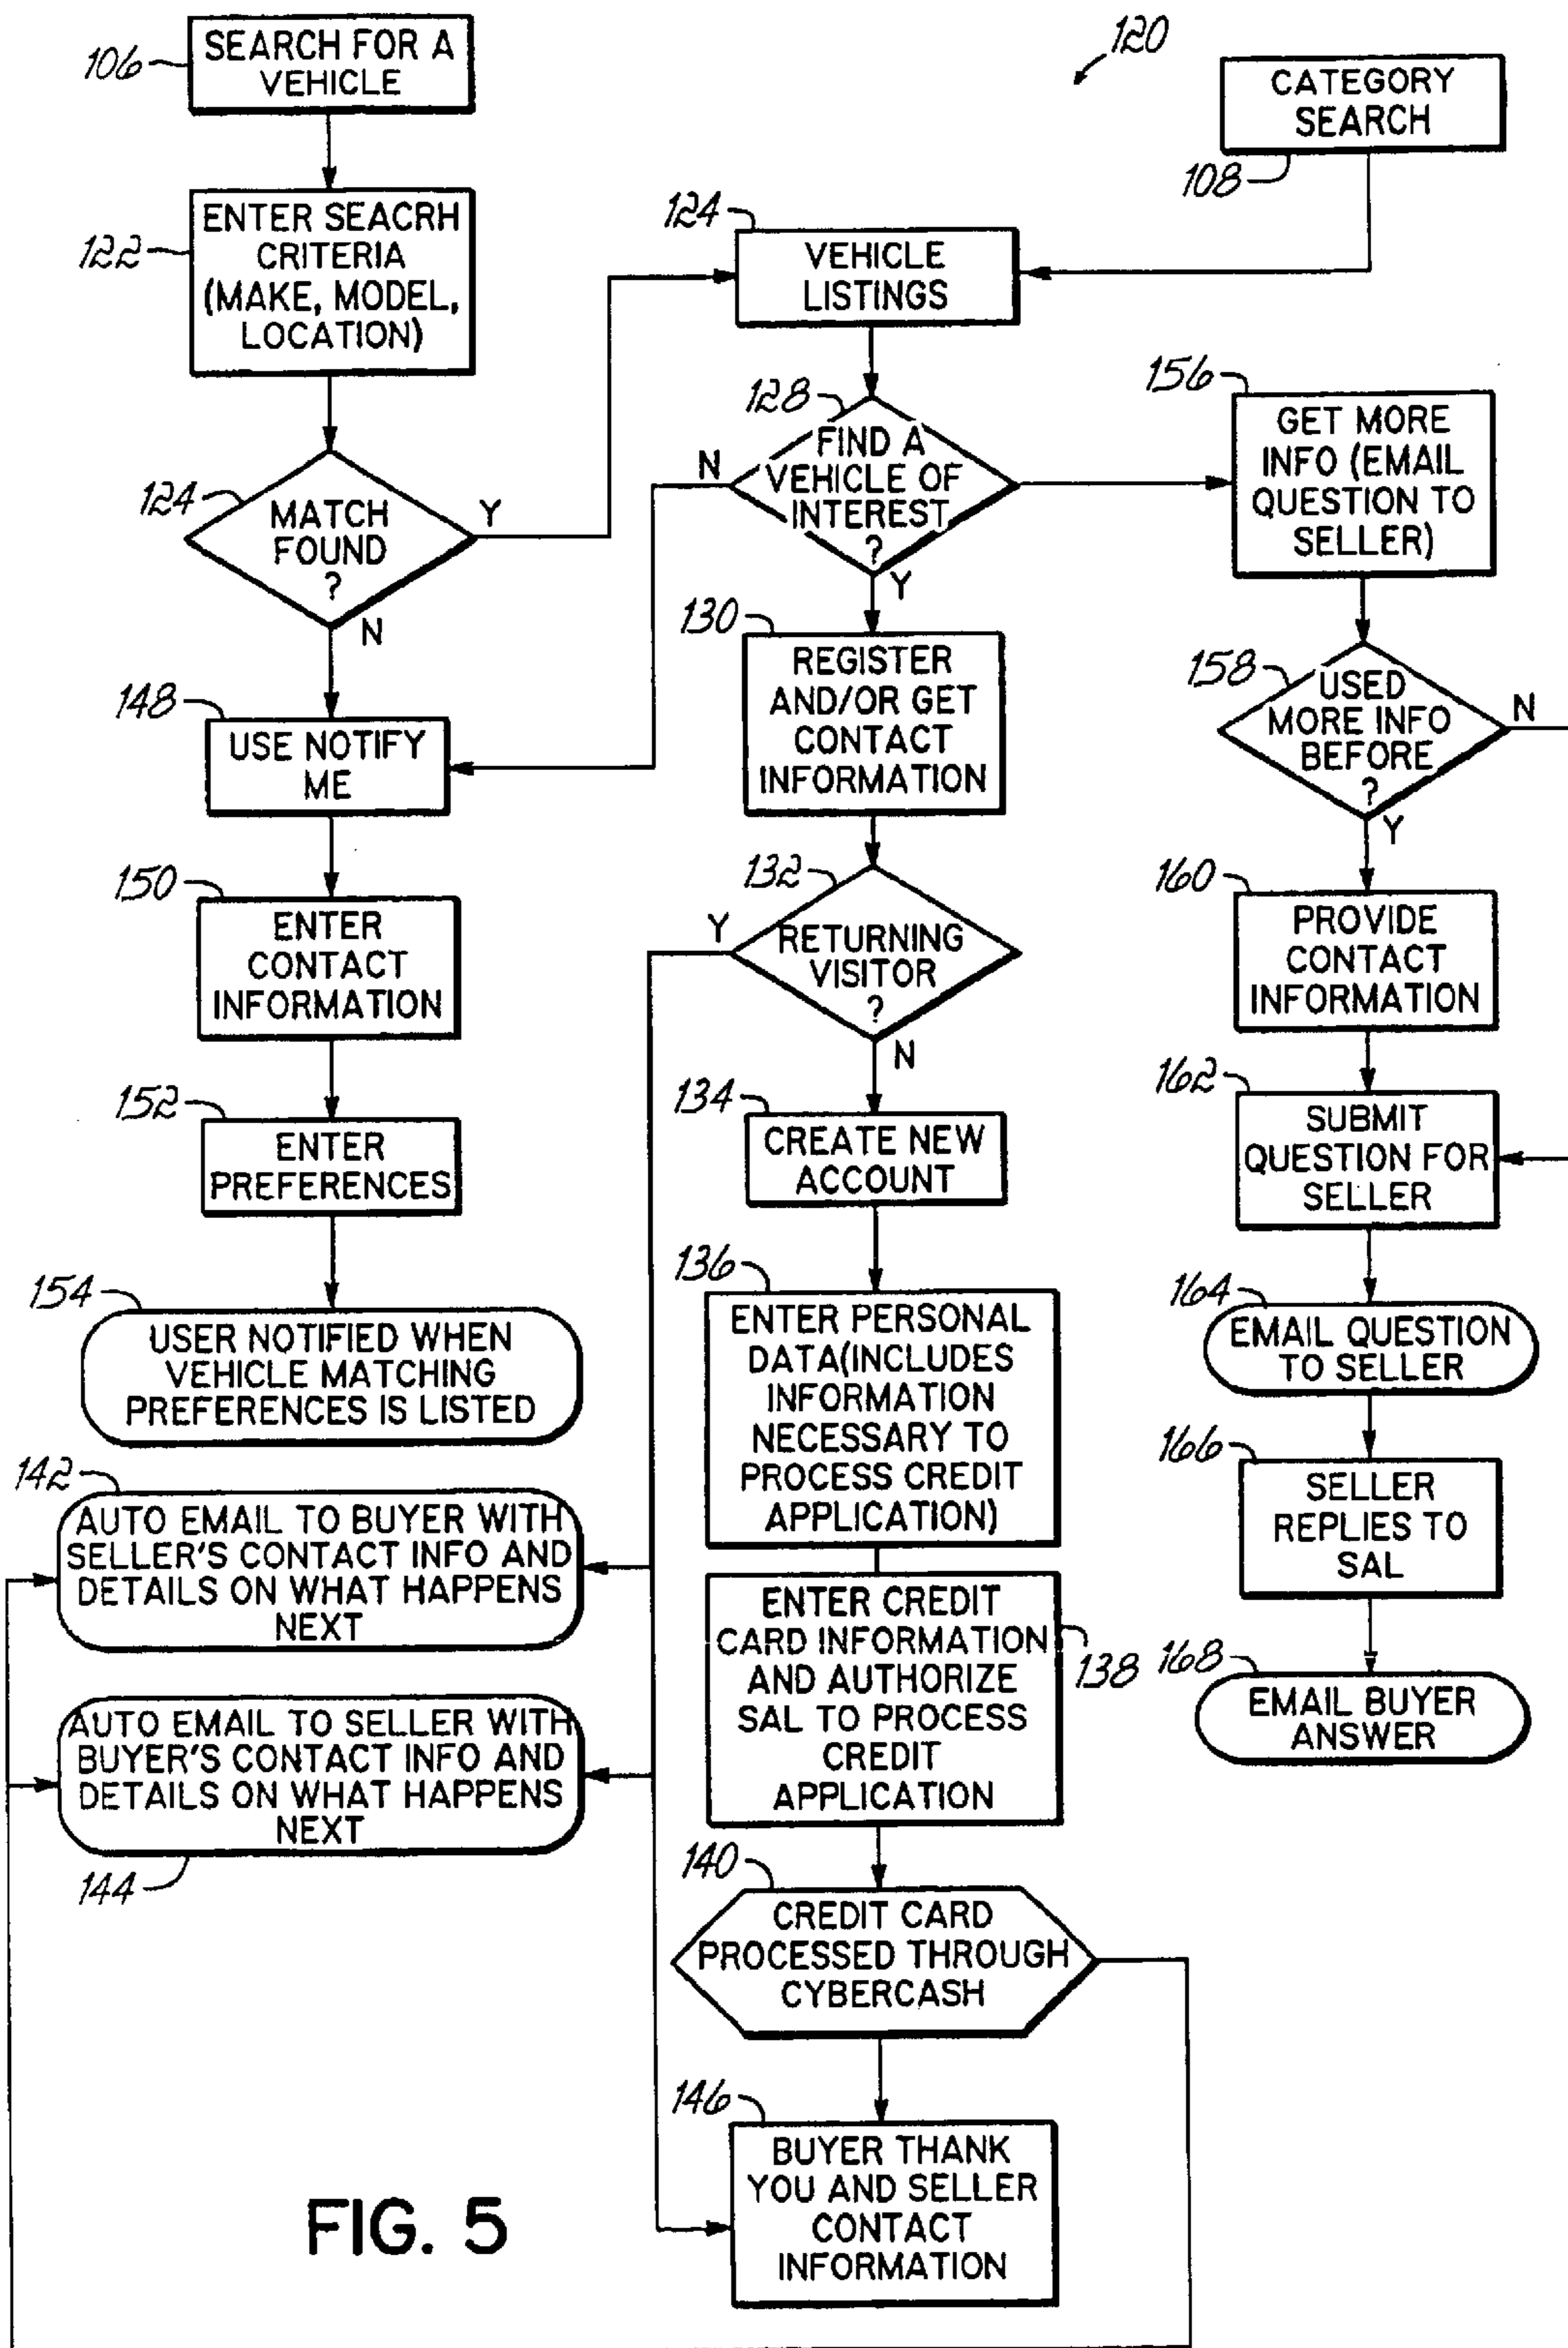 106
SEARCH FOR A
VEHICLE
120
CATEGORY
SEARCH
108
122
ENTER SEACRH
CRITERIA
(MAKE, MODEL,
LOCATION)
124
VEHICLE
LISTINGS
124
MATCH
FOUND
?
Y
N
128
FIND A
VEHICLE OF
INTEREST
?
N
Y
156
GET MORE
INFO (EMAIL
QUESTION TO
SELLER)
148
USE NOTIFY
ME
130
REGISTER
AND/OR GET
CONTACT
INFORMATION
158
USED
MORE INFO
BEFORE
?
N
Y
150
ENTER
CONTACT
INFORMATION
132
RETURNING
VISITOR
?
Y
N
160
PROVIDE
CONTACT
INFORMATION
152
ENTER
PREFERENCES
134
CREATE NEW
ACCOUNT
162
SUBMIT
QUESTION FOR
SELLER
154
USER NOTIFIED WHEN
VEHICLE MATCHING
PREFERENCES IS LISTED
136
ENTER PERSONAL
DATA(INCLUDES
INFORMATION
NECESSARY TO
PROCESS CREDIT
APPLICATION)
164
EMAIL QUESTION
TO SELLER
142
AUTO EMAIL TO BUYER WITH
SELLER'S CONTACT INFO AND
DETAILS ON WHAT HAPPENS
NEXT
138
ENTER CREDIT
CARD INFORMATION
AND AUTHORIZE
SAL TO PROCESS
CREDIT
APPLICATION
166
SELLER
REPLIES TO
SAL
168
EMAIL BUYER
ANSWER
AUTO EMAIL TO SELLER WITH
BUYER'S CONTACT INFO AND
DETAILS ON WHAT HAPPENS
NEXT
144
140
CREDIT CARD
PROCESSED THROUGH
CYBERCASH
146
BUYER THANK
YOU AND SELLER
CONTACT
INFORMATION
FIG. 5